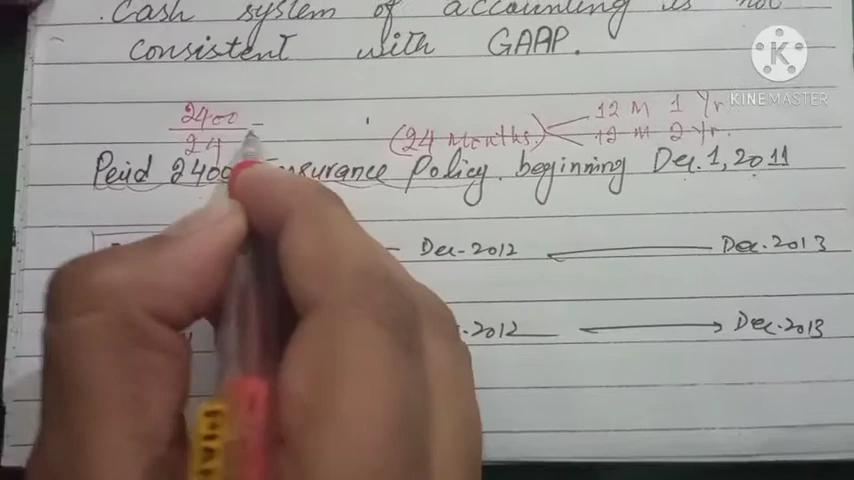 .Cash system of accounting is not
consistent with GAAP.
KINEMASTER
2400
24
(24 Months) 12 M 1 Yr
12 M 2 Yr.
Peid 2400 Insurance Policy. beginning Dec.1, 2011
Dec-2012 Dec.2013
2012 Dec.2013